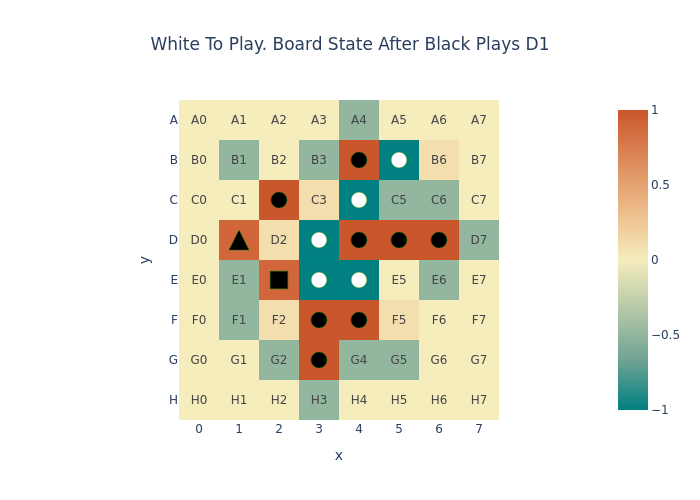 White To Play. Board State After Black Plays D1
A A0 A1 A2 A3 A4 A5 A6 A7
B B0 B1 B2 B3 B6 B7
C C0 C1 C3 C5 C6 C7
D D0 D2 D7
E E0 E1 E5 E6 E7
F F0 F1 F2 F5 F6 F7
G G0 G1 G2 G4 G5 G6 G7
H H0 H1 H2 H3 H4 H5 H6 H7
0 1 2 3 4 5 6 7
x
y
1
0.5
0
−0.5
−1